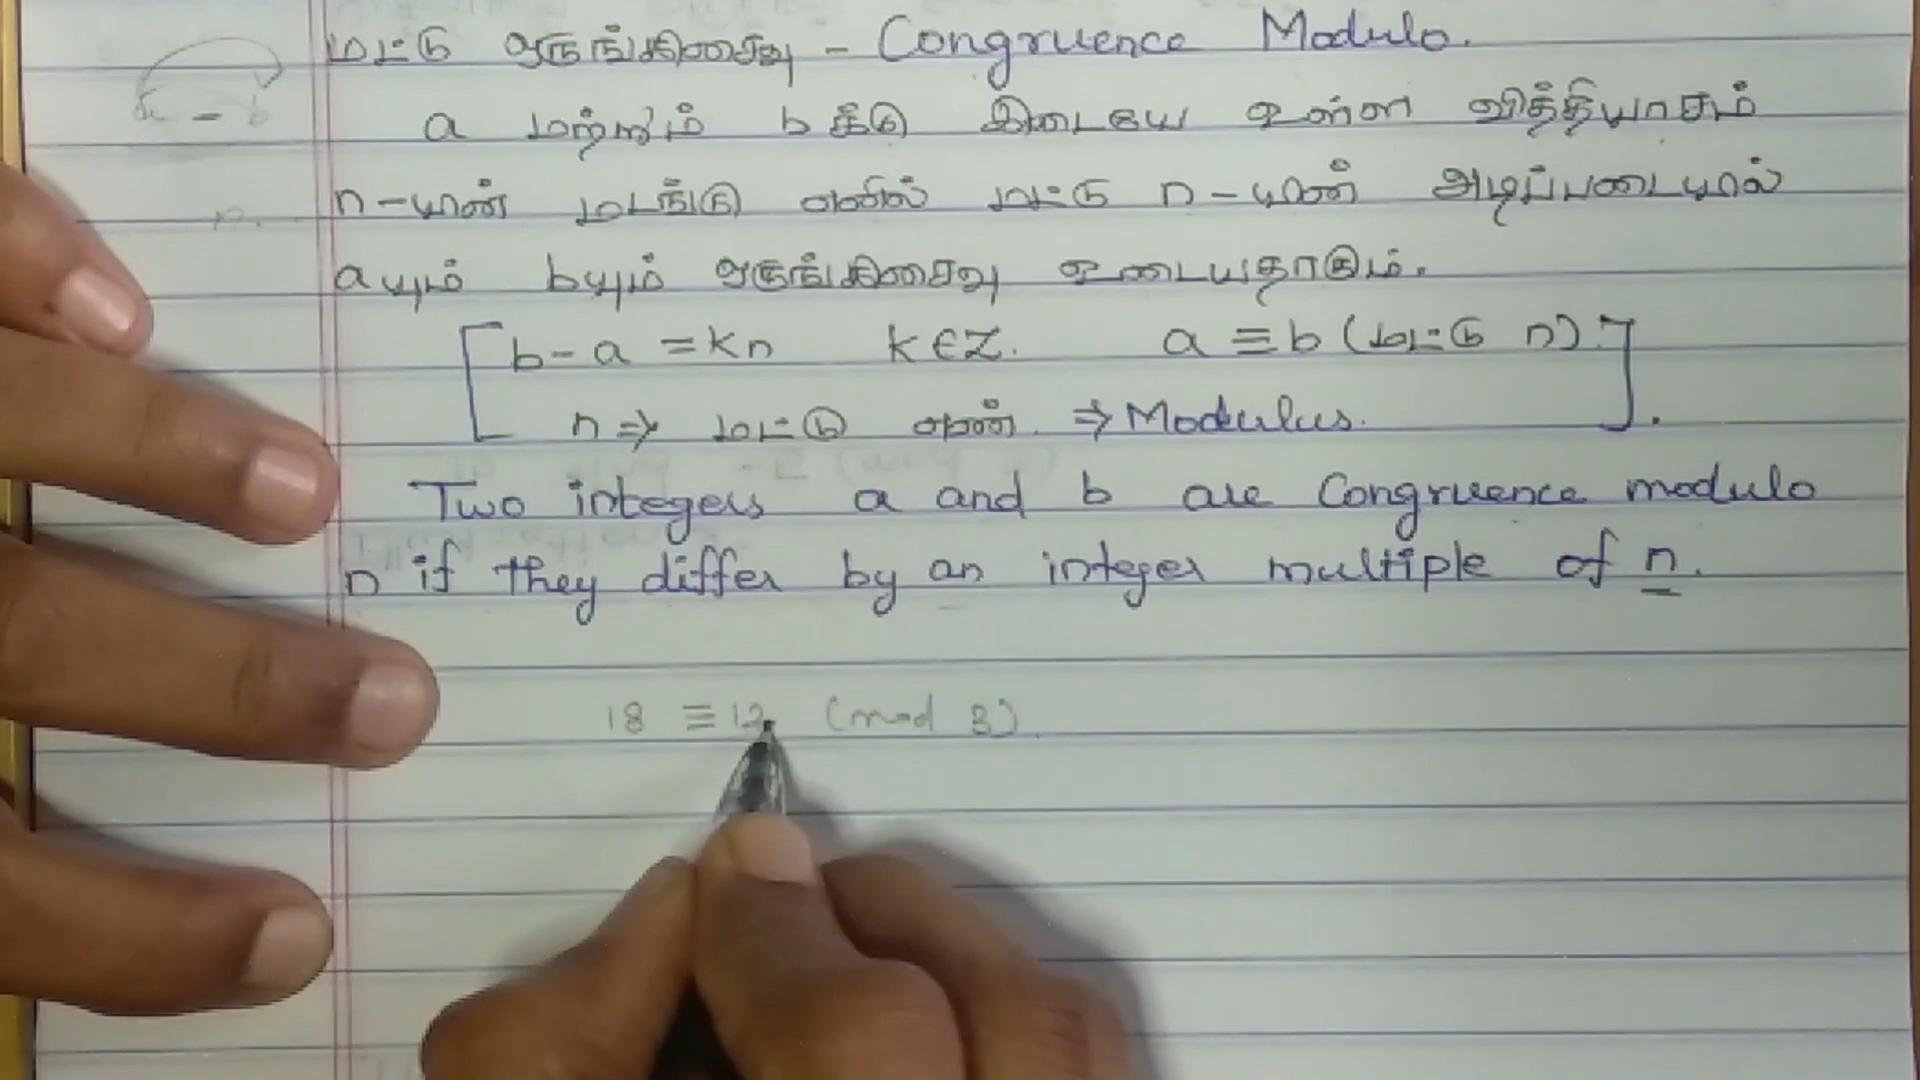 மட்டு ஒருங்கிசைவு - Congruence Modulo.
a - b
a மற்றும் b க்கு இடையே உள்ள வித்தியாசம்
n-யின் மடங்கு எனில் மட்டு n-யின் அடிப்படையில்
n.
aயும் bயும் ஒருங்கிசைவு உடையதாகும்.
[b-a = kn k∈Z. a ≡ b (மட்டு n).]
n ⇒ மட்டு எண். ⇒ Modulus.
Two integers a and b are Congruence modulo
n if they differ by an integer multiple of n.
18 ≡ 12 (mod 3)